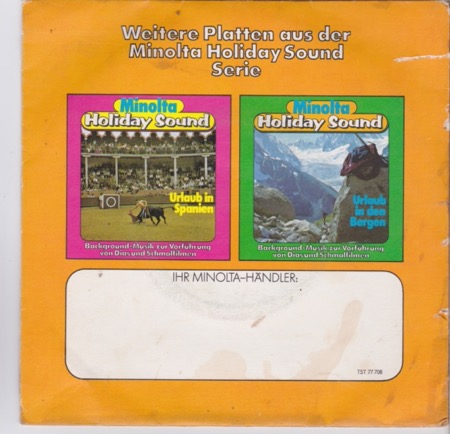 Weitere Platten aus der
Minolta Holiday Sound
Serie
Minolta
Holiday Sound
10
Urlaub in
Spanien
Background-Musik zur Vorführung
von Dias und Schmalfilmen
Minolta
Holiday Sound
Urlaub
in den
Bergen
Background-Musik zur Vorführung
von Dias und Schmalfilmen
IHR MINOLTA-HÄNDLER:
TST 77 708